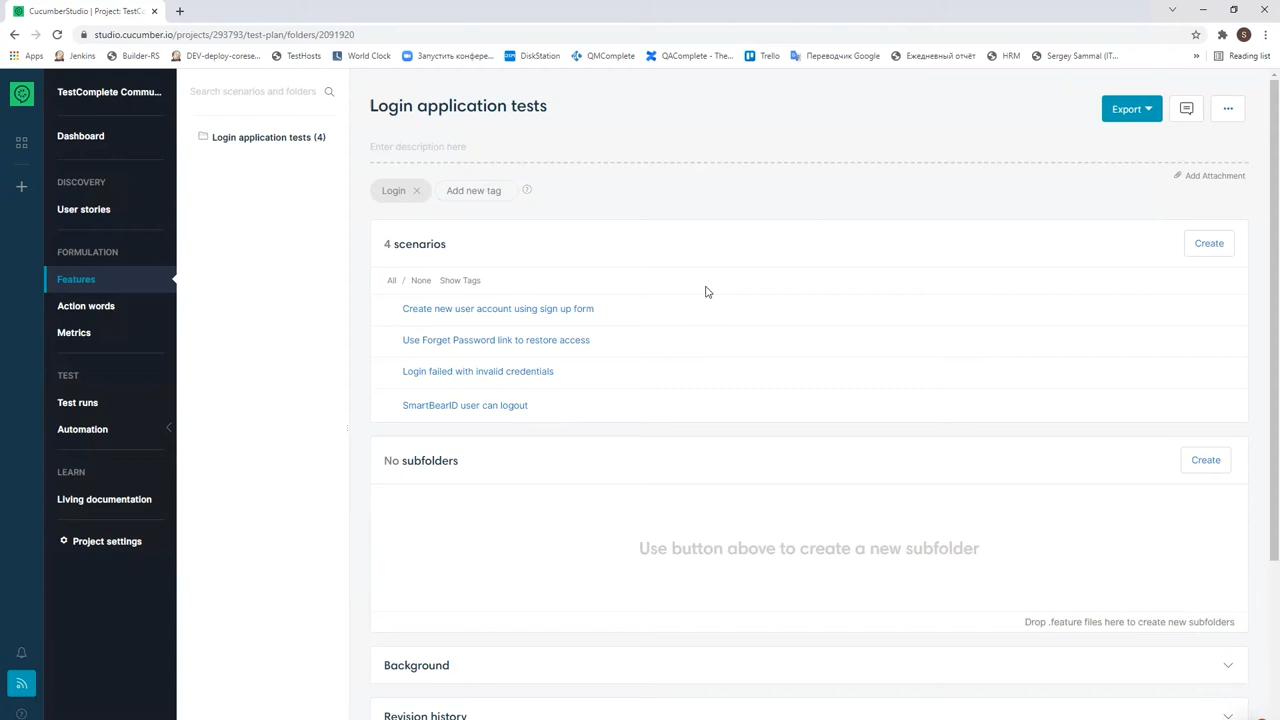 CucumberStudio | Project: TestCo
studio.cucumber.io/projects/293793/test-plan/folders/2091920
S
Apps
Jenkins
Builder-RS
DEV-deploy-corese...
TestHosts
World Clock
Запустить конфере...
DiskStation
QMComplete
QAComplete - The...
Trello
Переводчик Google
Ежедневный отчёт
HRM
Sergey Sammal (IT...
»
Reading list
TestComplete Commu...
Dashboard
DISCOVERY
User stories
FORMULATION
Features
Action words
Metrics
TEST
Test runs
Automation
LEARN
Living documentation
Project settings
Search scenarios and folders
Login application tests (4)
Login application tests
Export
Enter description here
Add Attachment
Login
Add new tag
4 scenarios
Create
All / None Show Tags
Create new user account using sign up form
Use Forget Password link to restore access
Login failed with invalid credentials
SmartBearID user can logout
No subfolders
Create
Use button above to create a new subfolder
Drop .feature files here to create new subfolders
Background
Revision history